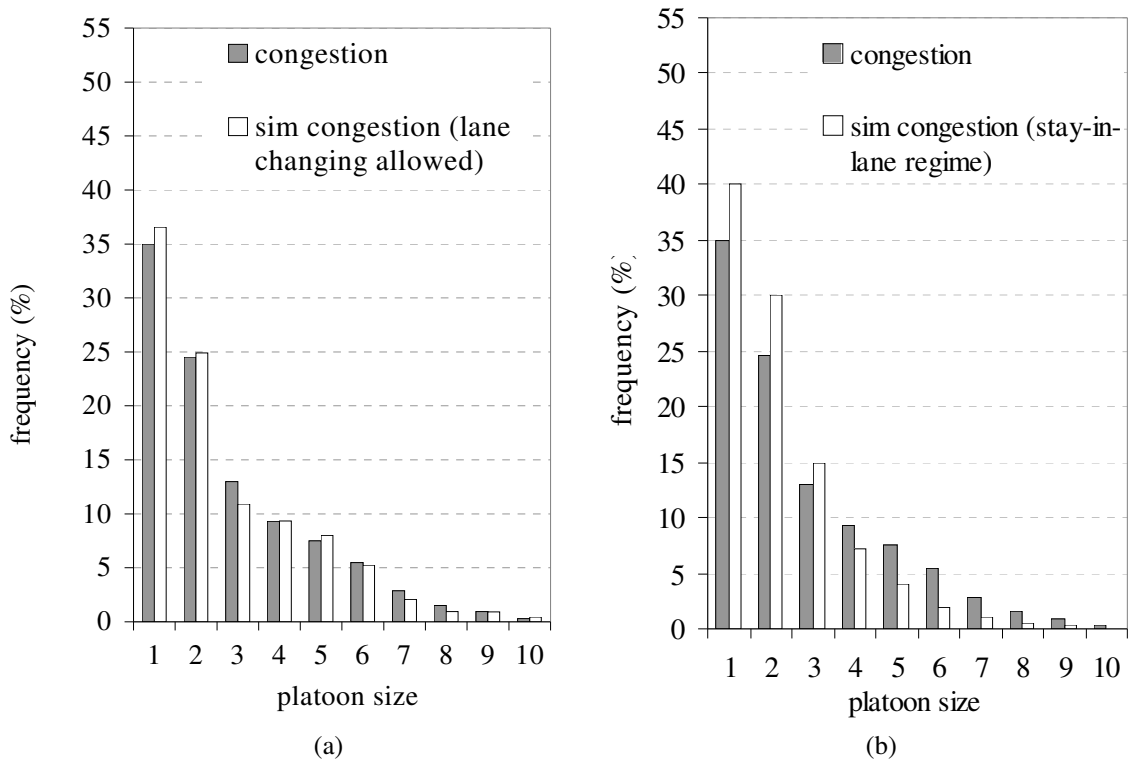 55
50
45
40
35
30
25
20
15
10
5
0
frequency (%)
congestion
sim congestion (lane
changing allowed)
1 2 3 4 5 6 7 8 9 10
platoon size
(a)
55
50
45
40
35
30
25
20
15
10
5
0
frequency (%)
congestion
sim congestion (stay-in-
lane regime)
1 2 3 4 5 6 7 8 9 10
platoon size
(b)